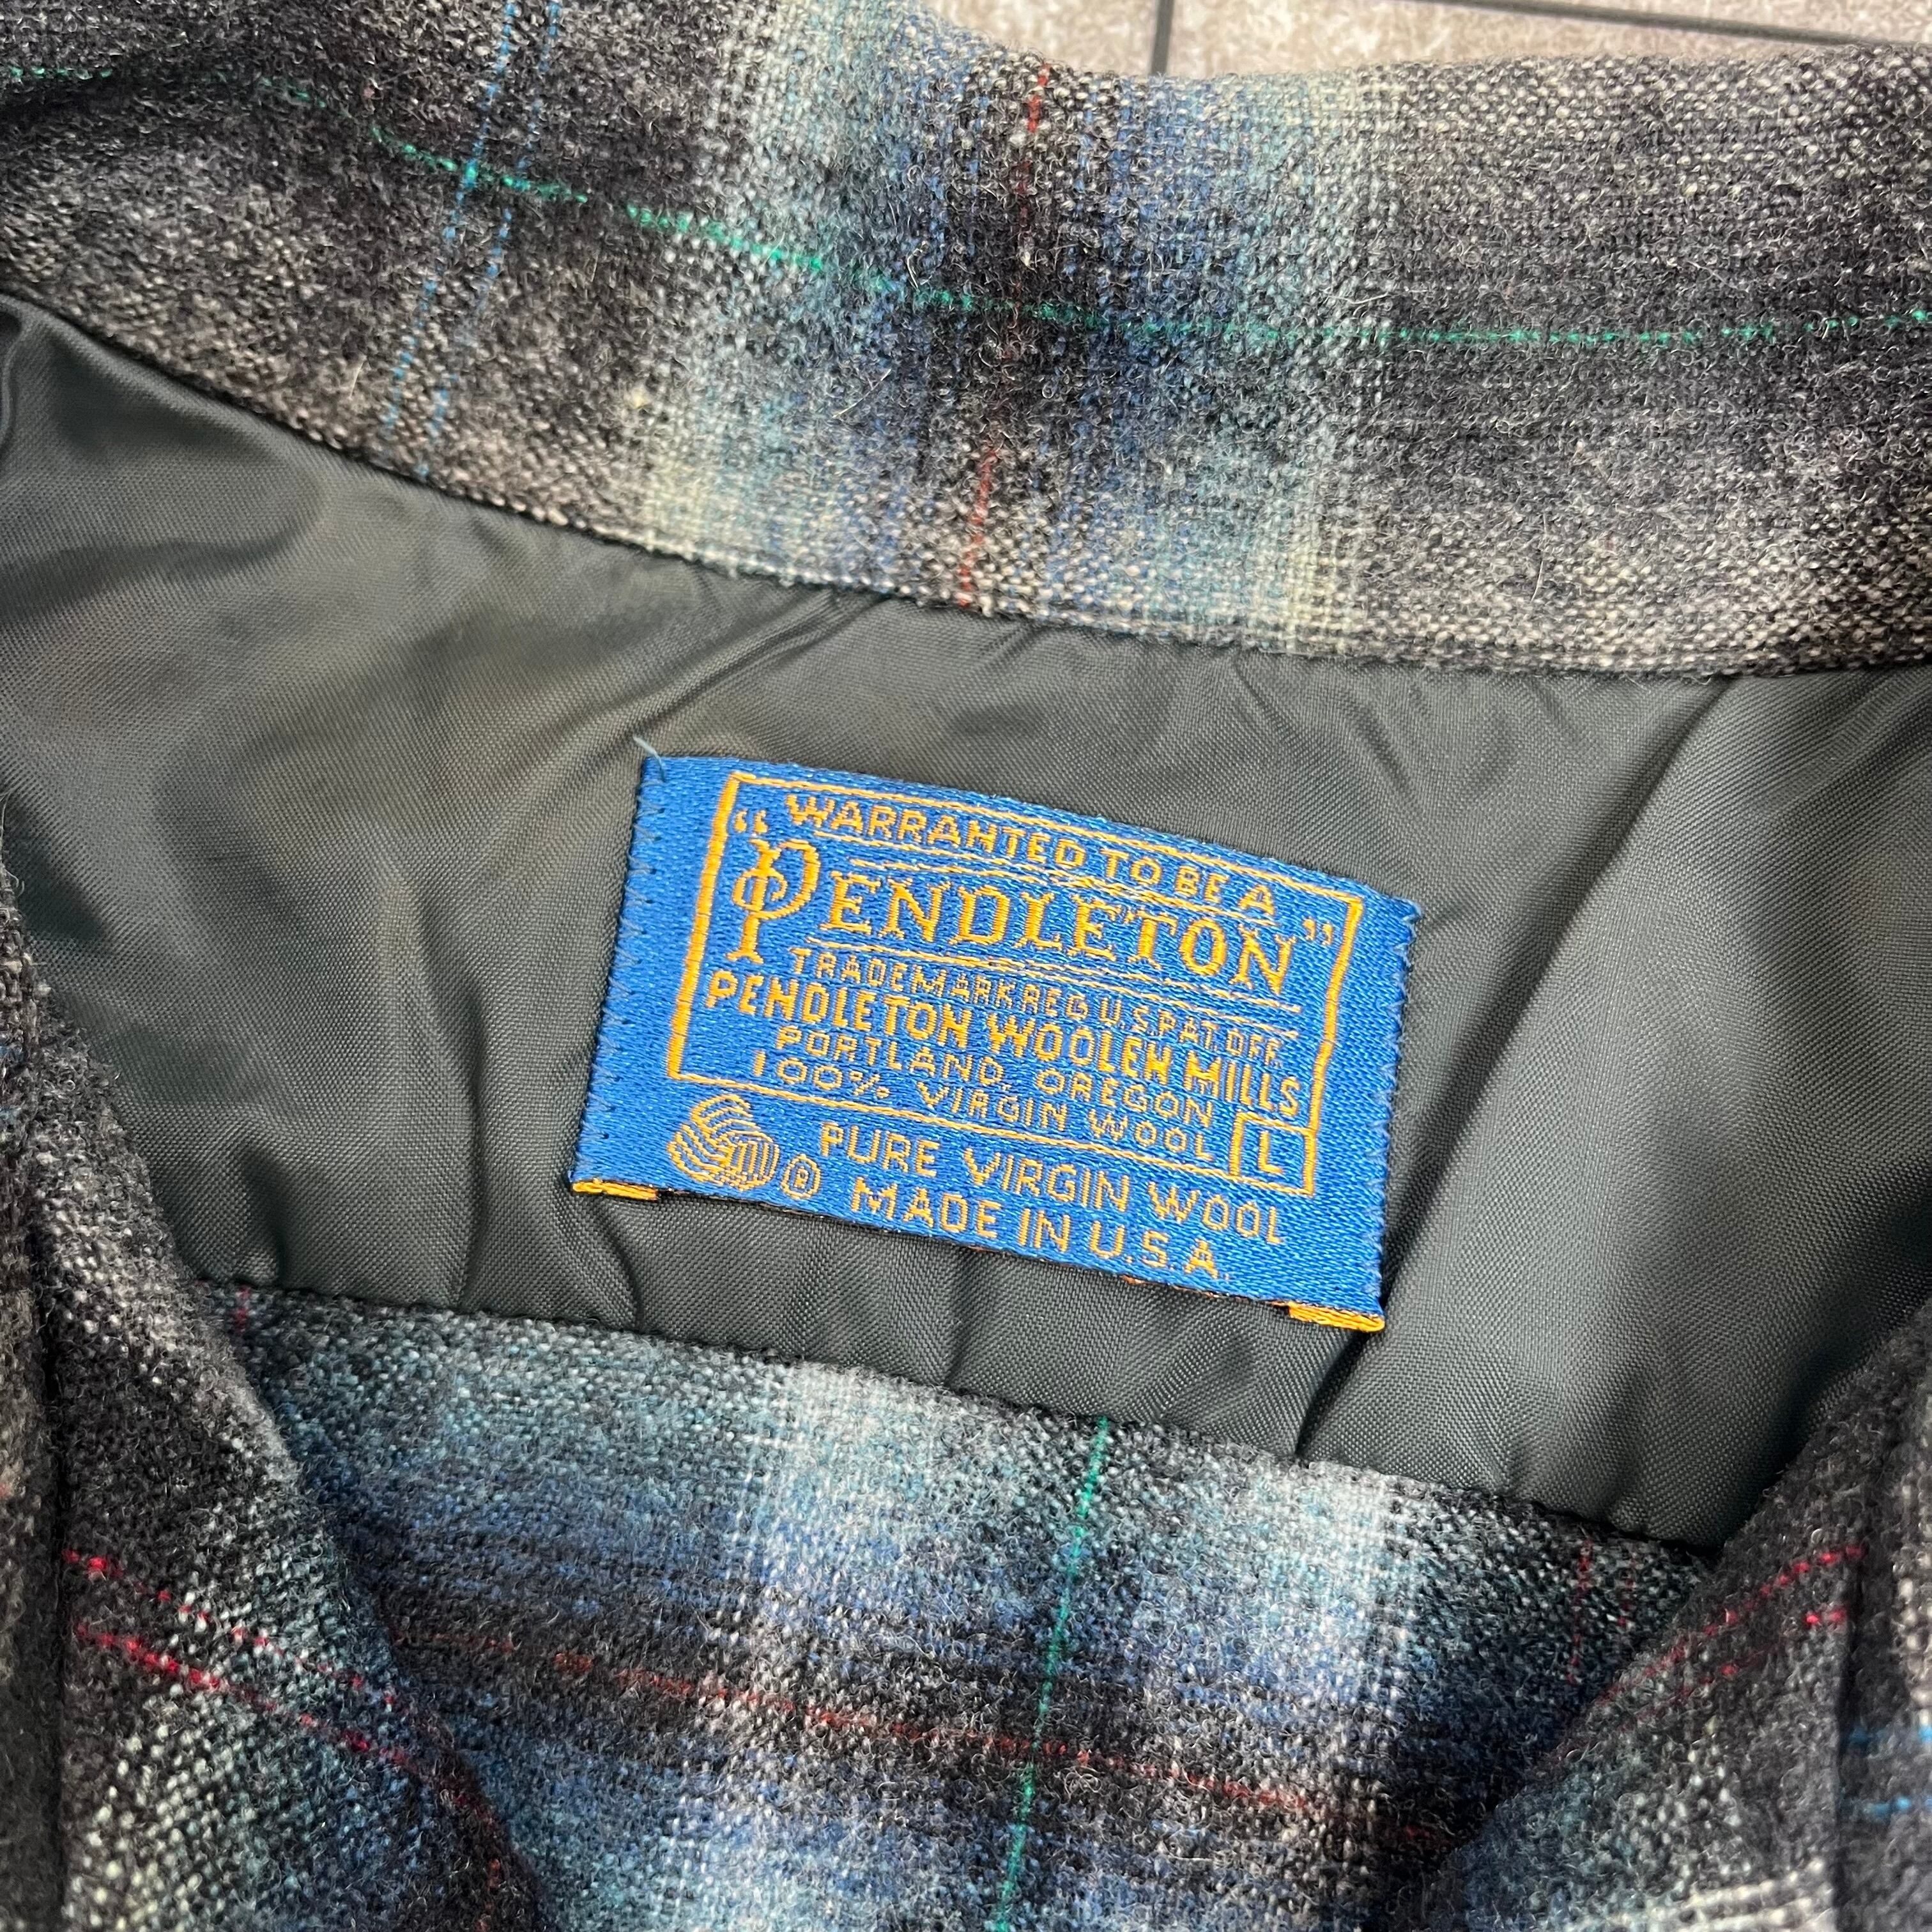 WARRANTED TO BE A
"PENDLETON"
TRADEMARK REG U.S. PAT. OFF.
PENDLETON WOOLEN MILLS
PORTLAND, OREGON
100% VIRGIN WOOL L
® PURE VIRGIN WOOL
MADE IN U.S.A.